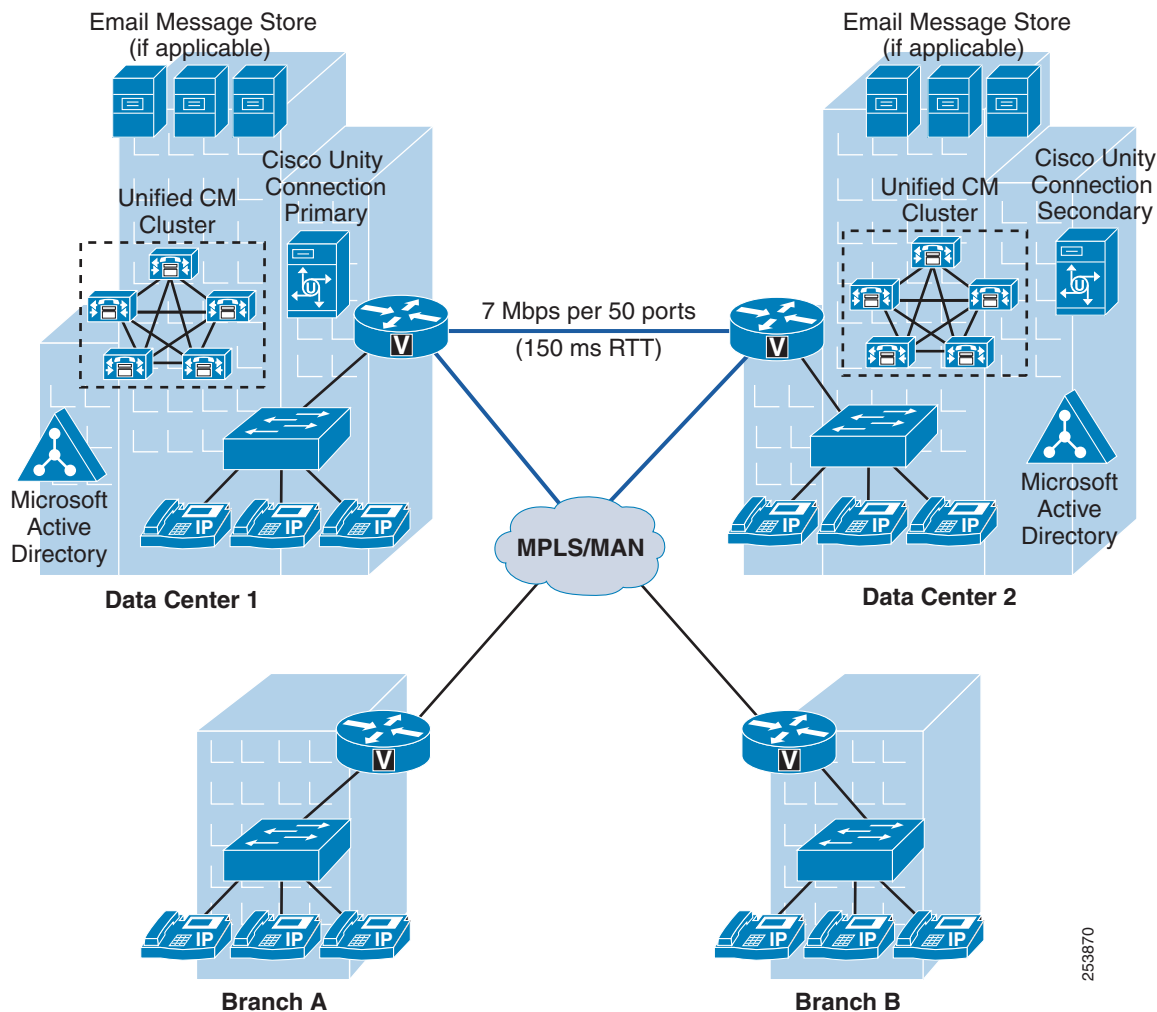 Email Message Store
(if applicable)
Cisco Unity
Connection
Primary
Unified CM
Cluster
V
Microsoft
Active
Directory
IP
IP
IP
Data Center 1
7 Mbps per 50 ports
(150 ms RTT)
Email Message Store
(if applicable)
Unified CM
Cluster
Cisco Unity
Connection
Secondary
U
U
V
IP
IP
IP
Microsoft
Active
Directory
Data Center 2
MPLS/MAN
V
IP
IP
IP
Branch A
V
IP
IP
IP
Branch B
253870